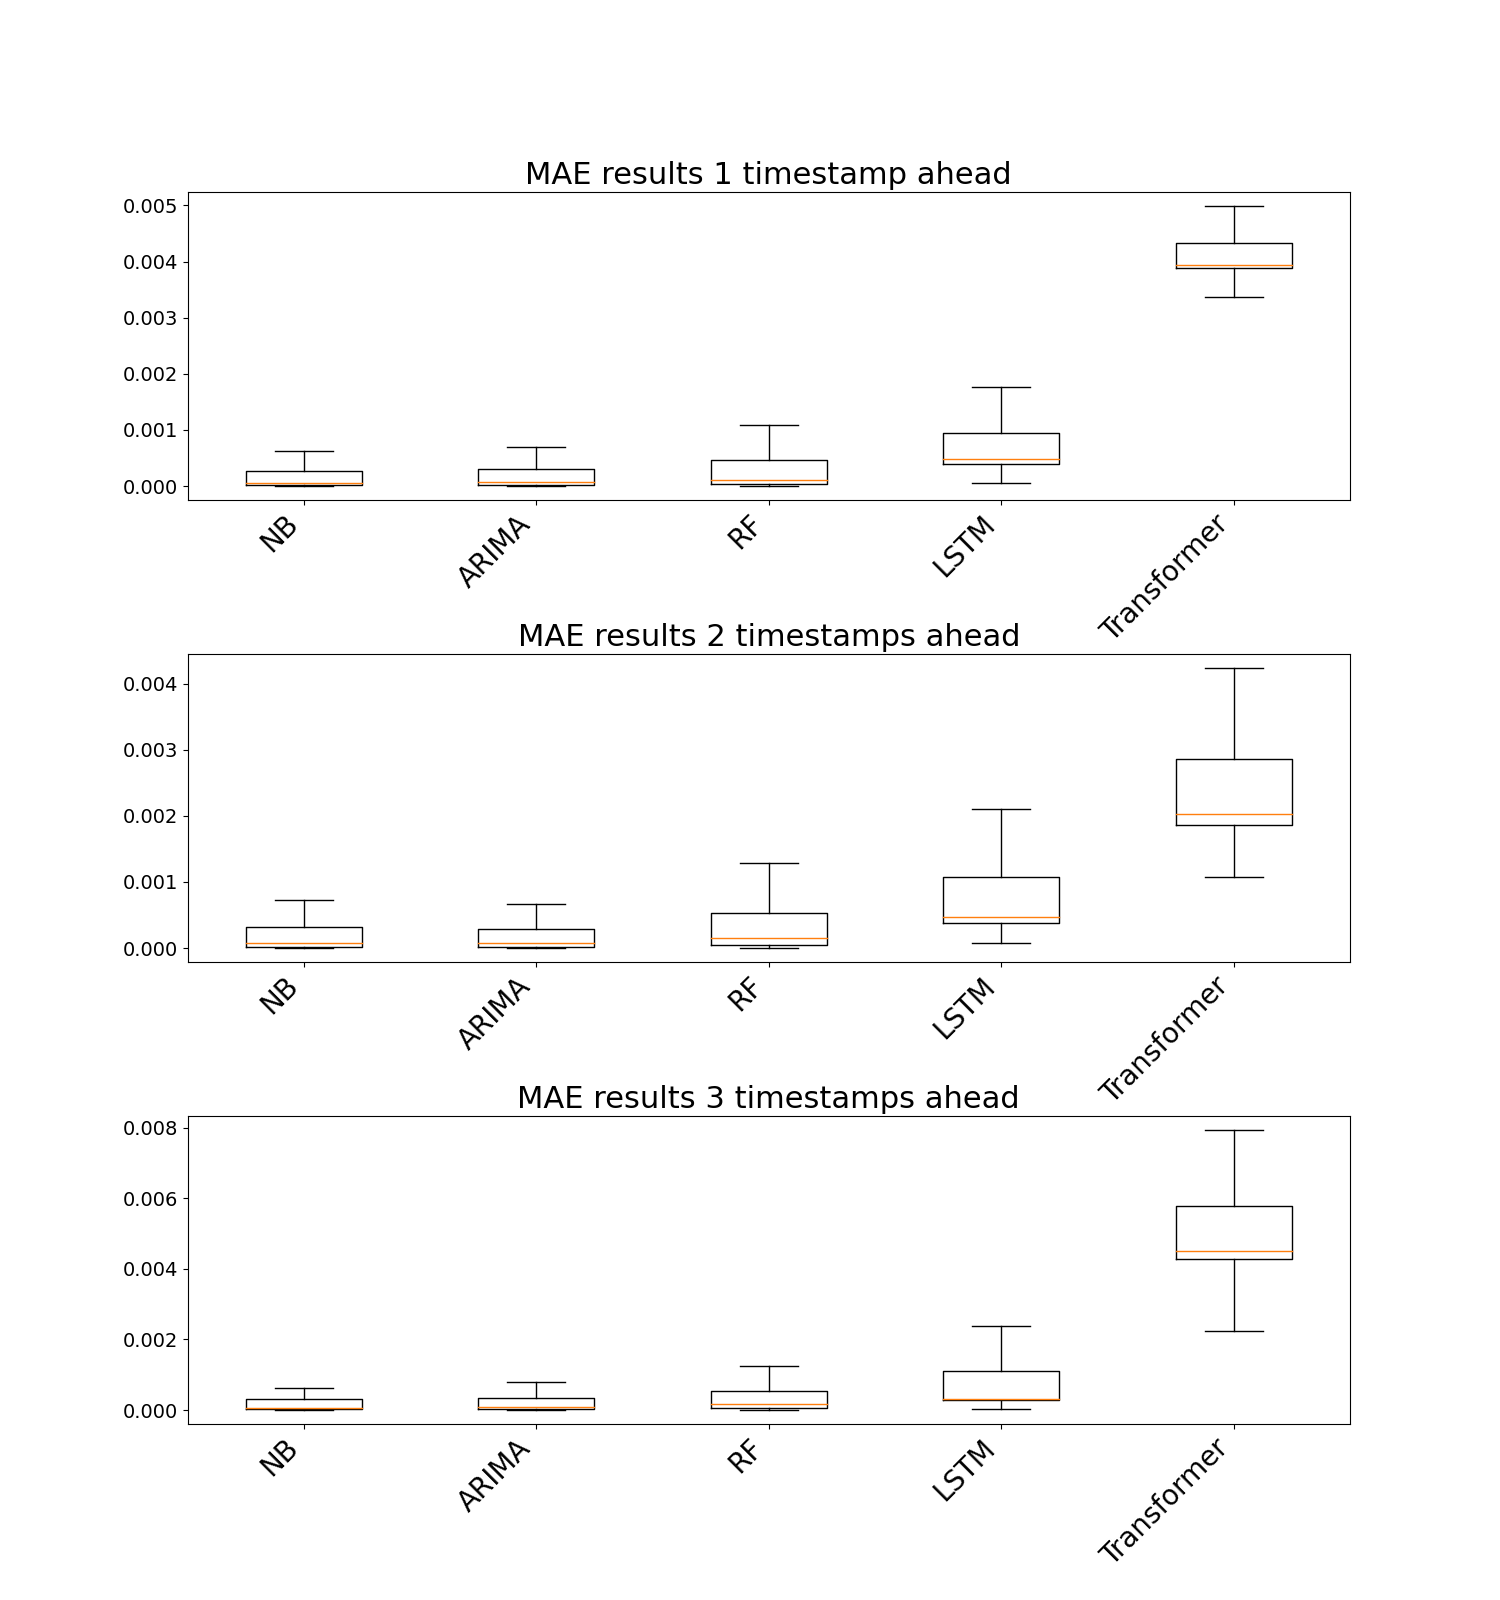 MAE results 1 timestamp ahead
0.005
0.004
0.003
0.002
0.001
0.000
NB
ARIMA
RF
LSTM
Transformer
MAE results 2 timestamps ahead
0.004
0.003
0.002
0.001
0.000
NB
ARIMA
RF
LSTM
Transformer
MAE results 3 timestamps ahead
0.008
0.006
0.004
0.002
0.000
NB
ARIMA
RF
LSTM
Transformer